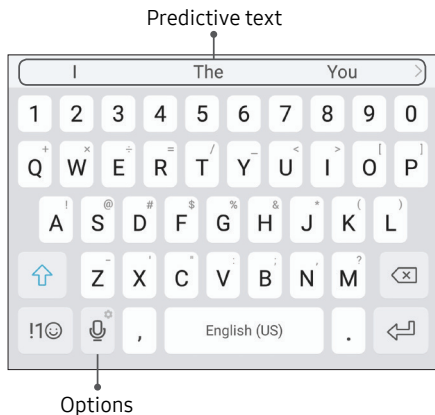 Predictive text
I The You >
1 2 3 4 5 6 7 8 9 0
+ × ÷ = / _ < > [ ]
Q W E R T Y U I O P
! @ # $ % & * ( )
A S D F G H J K L
- ' " : ; , ?
Z X C V B N M
!1☺ , English (US) .
Options